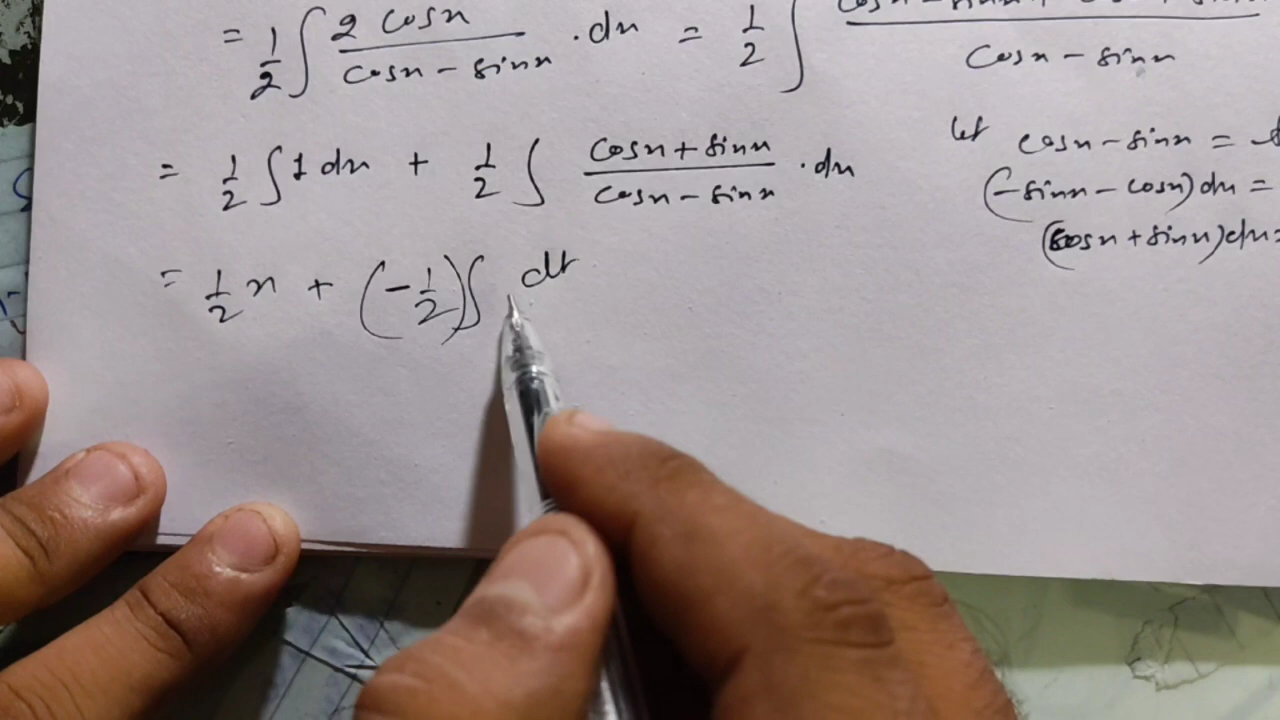 = 1/2 ∫ 2 cosx / cosx - sinx . dx = 1/2 ∫ / cosx - sinx
= 1/2 ∫ 1 dx + 1/2 ∫ cosx + sinx / cosx - sinx . dx
let cosx - sinx =
(-sinx - cosx) dx =
(cosx + sinx) dx =
= 1/2 x + (-1/2) ∫ dt